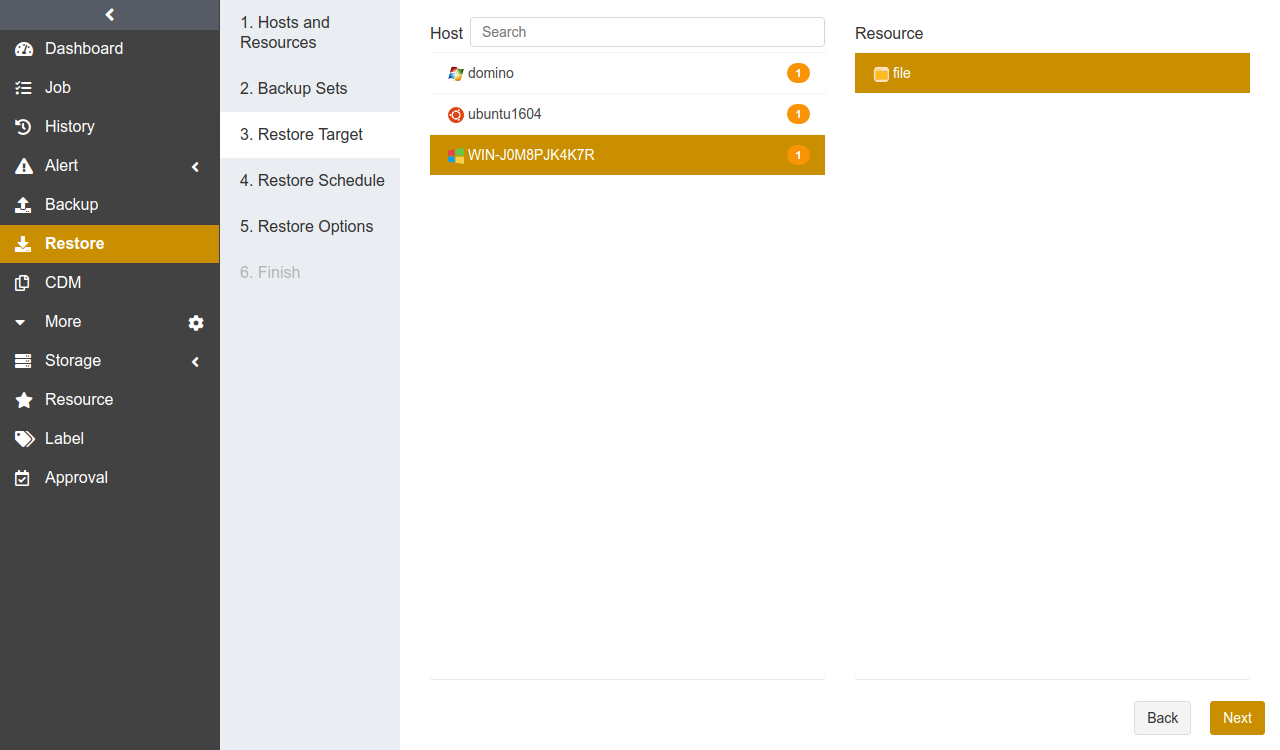 Dashboard
Job
History
Alert
Backup
Restore
CDM
More
Storage
Resource
Label
Approval
1. Hosts and
Resources
2. Backup Sets
3. Restore Target
4. Restore Schedule
5. Restore Options
6. Finish
Host Search
domino 1
ubuntu1604 1
WIN-J0M8PJK4K7R 1
Resource
file
Back Next